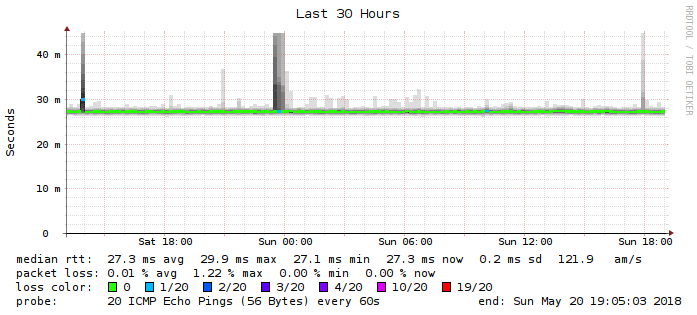 Last 30 Hours
RRDTOOL / TOBI OETIKER
Seconds
40 m
30 m
20 m
10 m
0
Sat 18:00 Sun 00:00 Sun 06:00 Sun 12:00 Sun 18:00
median rtt: 27.3 ms avg 29.9 ms max 27.1 ms min 27.3 ms now 0.2 ms sd 121.9 am/s
packet loss: 0.01 % avg 1.22 % max 0.00 % min 0.00 % now
loss color: 0 1/20 2/20 3/20 4/20 10/20 19/20
probe: 20 ICMP Echo Pings (56 Bytes) every 60s end: Sun May 20 19:05:03 2018